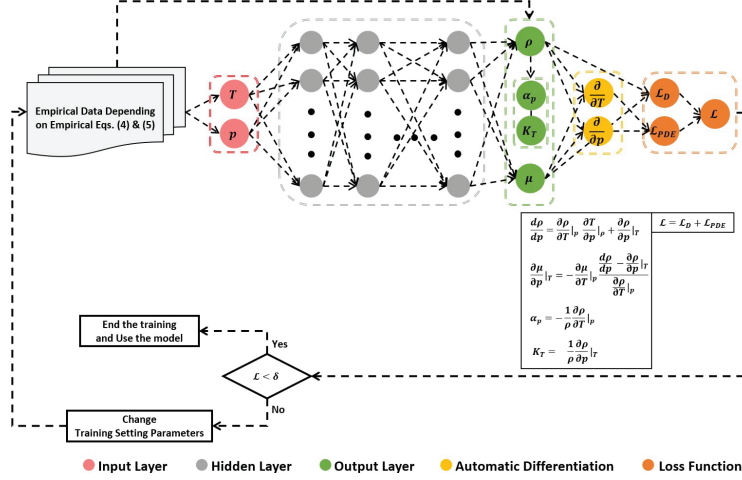 Empirical Data Depending
on Empirical Eqs. (4) & (5)
T
p
ρ
α_p
K_T
μ
∂/∂T
∂/∂p
ℒ_D
ℒ_PDE
ℒ
dρ/dp = ∂ρ/∂T|_p ∂T/∂p|_ρ + ∂ρ/∂p|_T
ℒ = ℒ_D + ℒ_PDE
∂μ/∂p|_T = −∂μ/∂T|_p (dρ/dp − ∂ρ/∂p|_T)/(∂ρ/∂T|_p)
α_p = −1/ρ ∂ρ/∂T|_p
K_T = 1/ρ ∂ρ/∂p|_T
End the training
and Use the model
Yes
ℒ < δ
No
Change
Training Setting Parameters
Input Layer
Hidden Layer
Output Layer
Automatic Differentiation
Loss Function